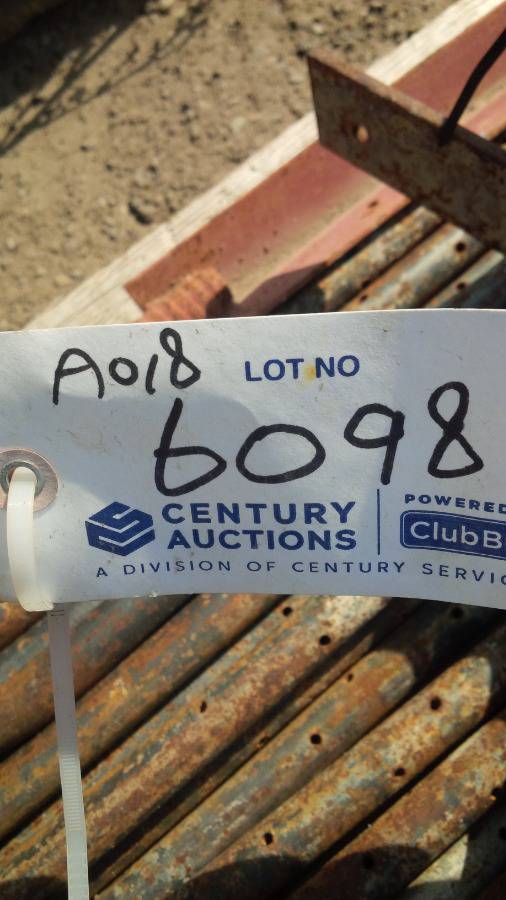 A018 LOT NO
6098
CENTURY
AUCTIONS
POWERED
ClubB
A DIVISION OF CENTURY SERVIC